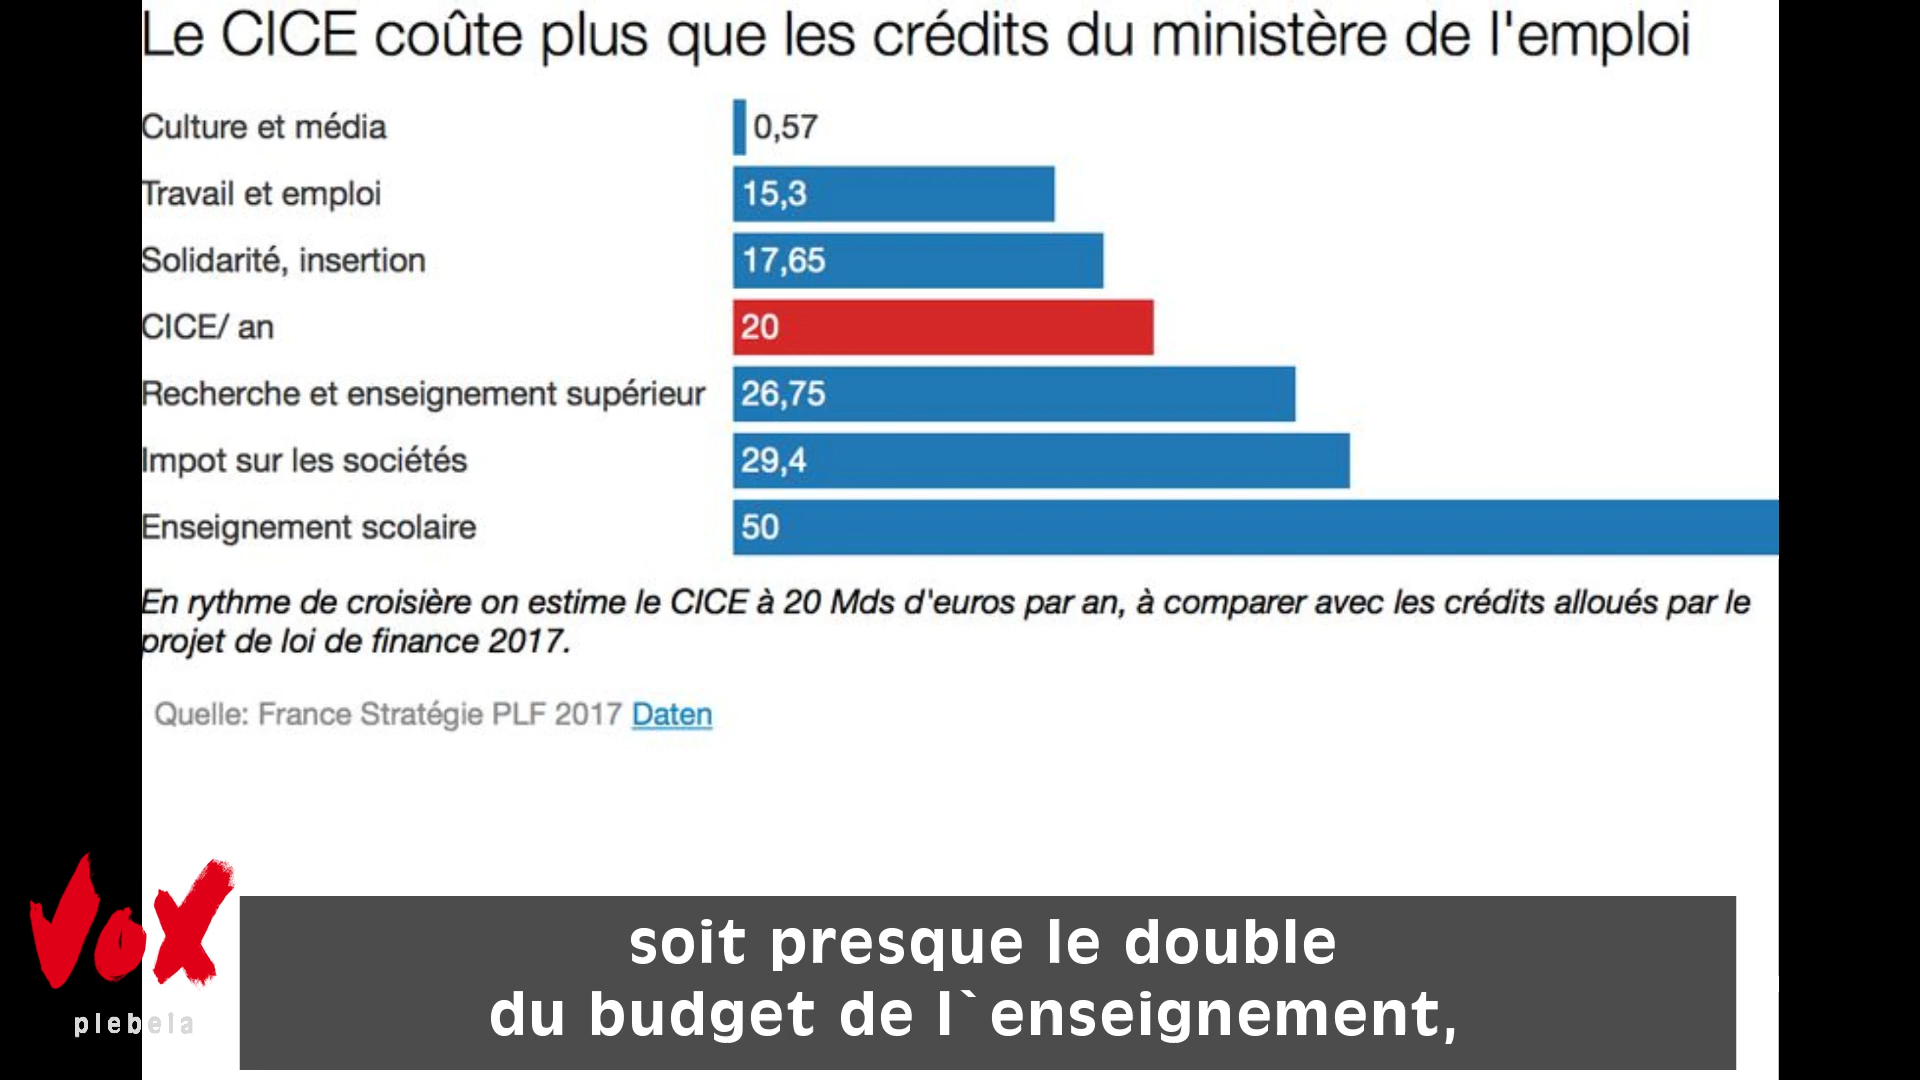 Le CICE coûte plus que les crédits du ministère de l'emploi
Culture et média 0,57
Travail et emploi 15,3
Solidarité, insertion 17,65
CICE/ an 20
Recherche et enseignement supérieur 26,75
Impot sur les sociétés 29,4
Enseignement scolaire 50
En rythme de croisière on estime le CICE à 20 Mds d'euros par an, à comparer avec les crédits alloués par le
projet de loi de finance 2017.
Quelle: France Stratégie PLF 2017 Daten
Vox
plebeia
soit presque le double
du budget de l`enseignement,